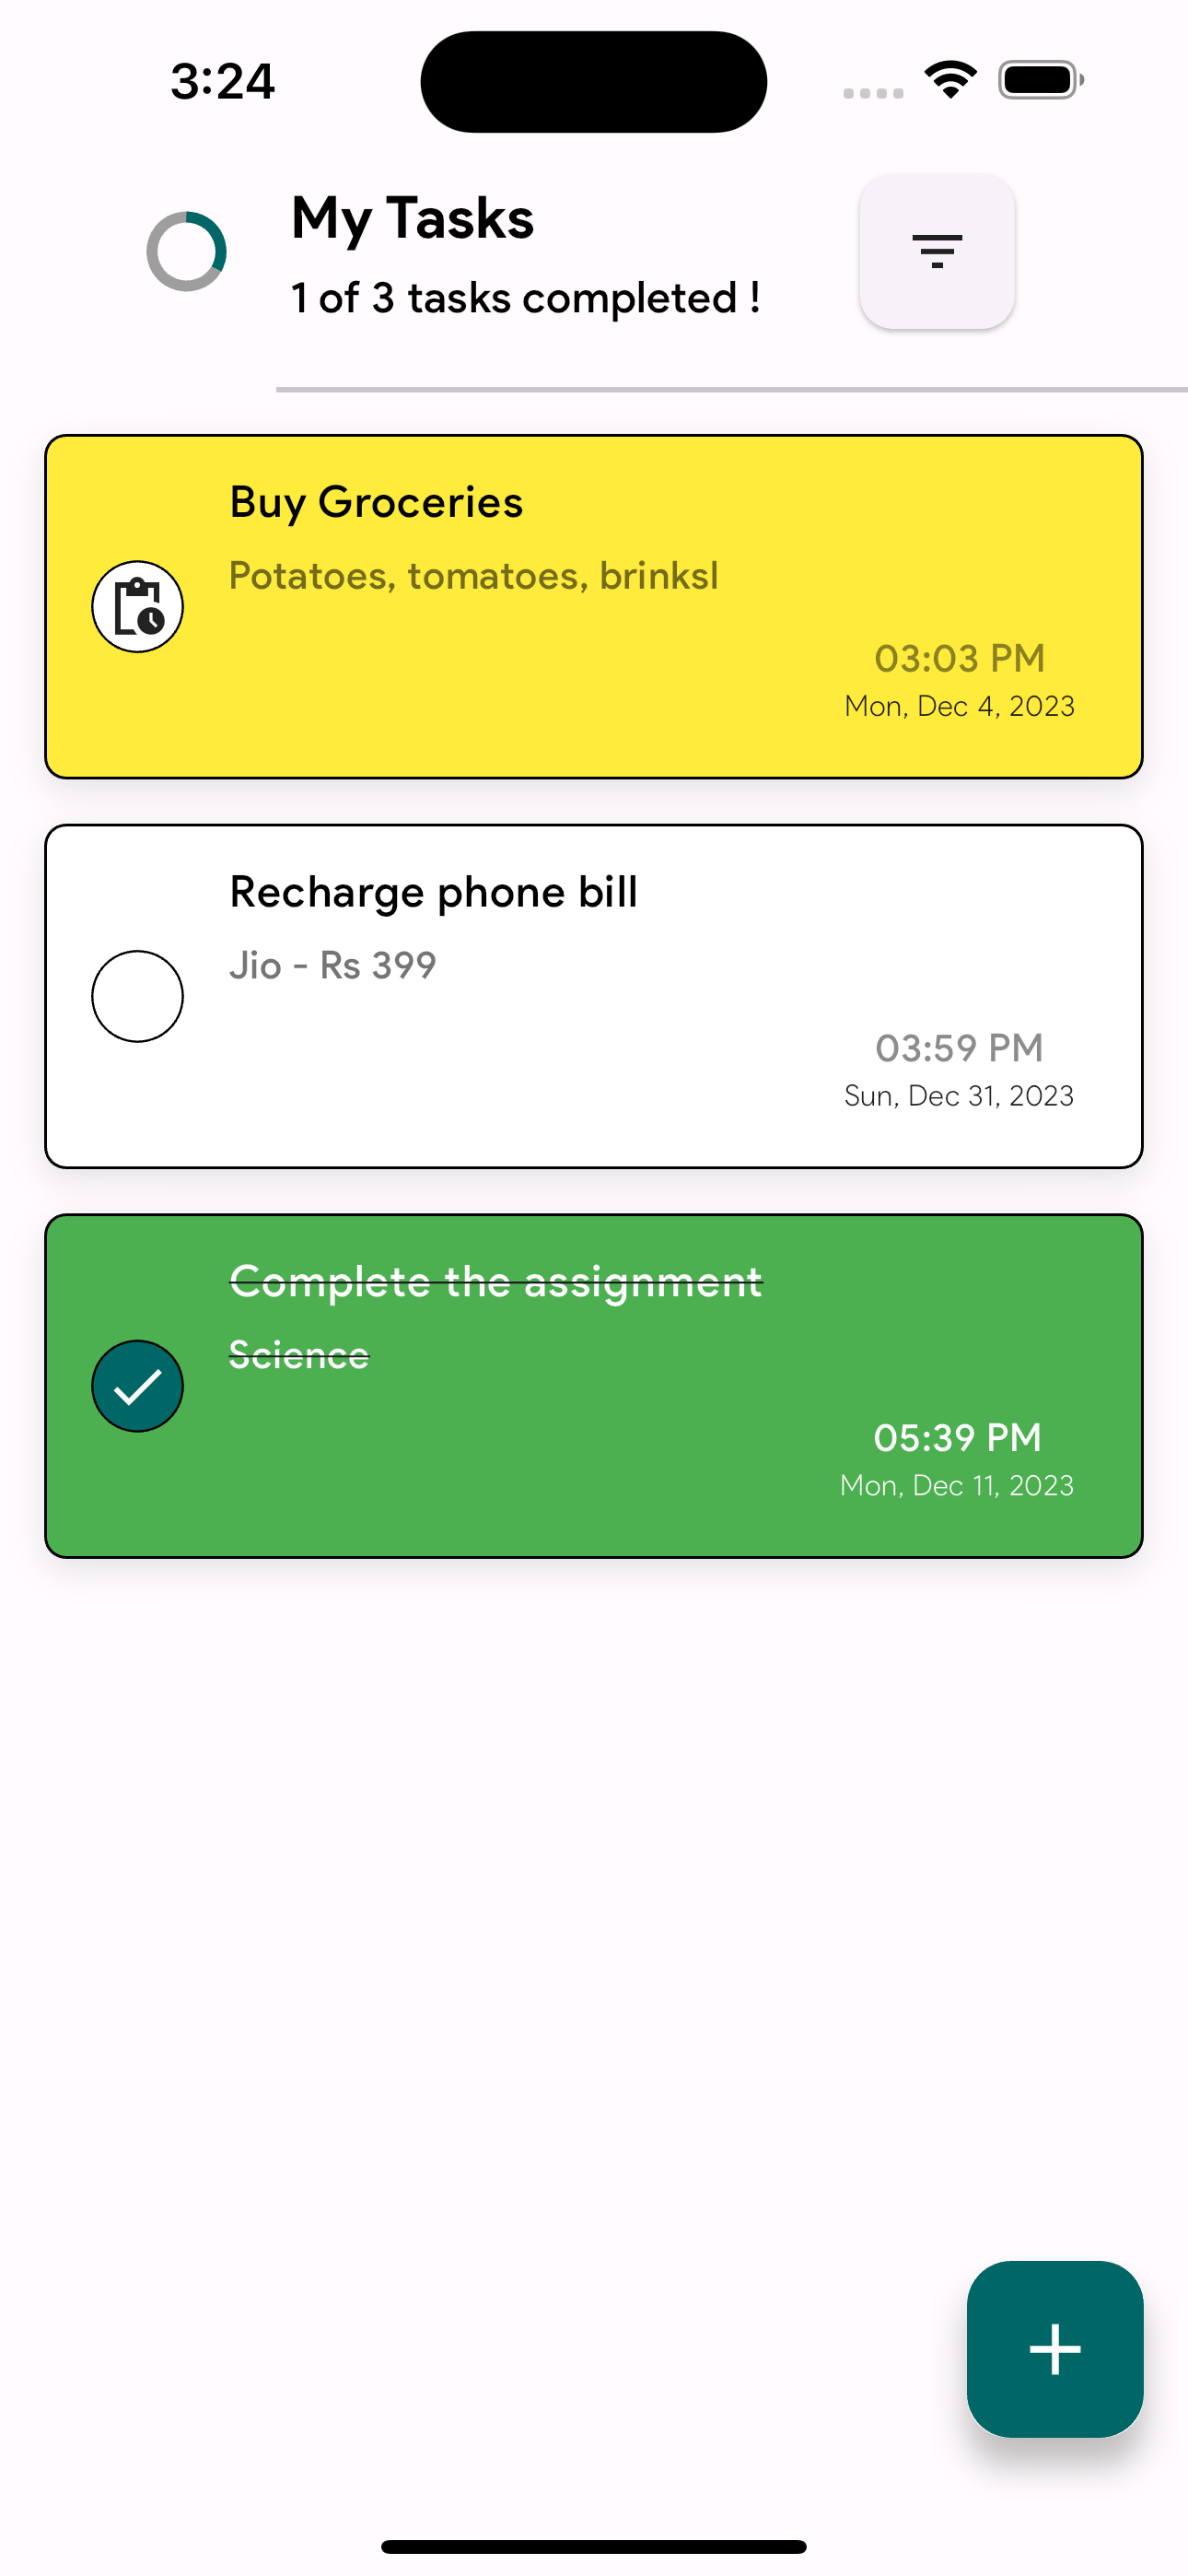 3:24
My Tasks
1 of 3 tasks completed !
Buy Groceries
Potatoes, tomatoes, brinksl
03:03 PM
Mon, Dec 4, 2023
Recharge phone bill
Jio - Rs 399
03:59 PM
Sun, Dec 31, 2023
Complete the assignment
Science
05:39 PM
Mon, Dec 11, 2023